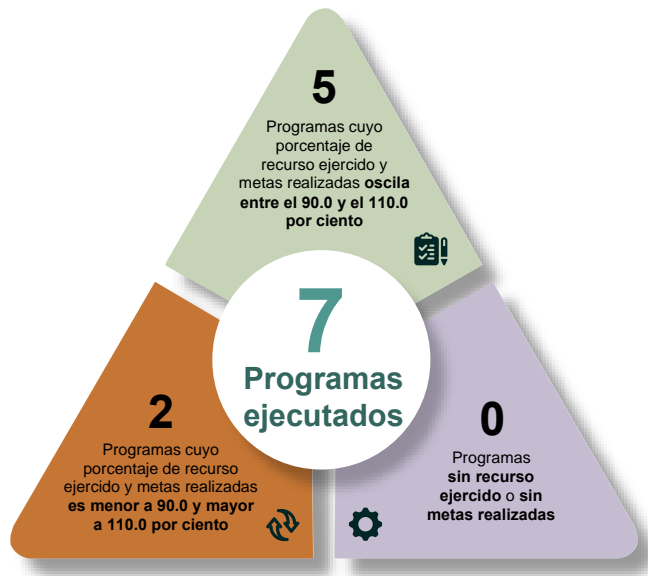 5
Programas cuyo
porcentaje de
recurso ejercido y
metas realizadas oscila
entre el 90.0 y el 110.0
por ciento
7
Programas
ejecutados
2
Programas cuyo
porcentaje de recurso
ejercido y metas realizadas
es menor a 90.0 y mayor
a 110.0 por ciento
0
Programas
sin recurso
ejercido o sin
metas realizadas